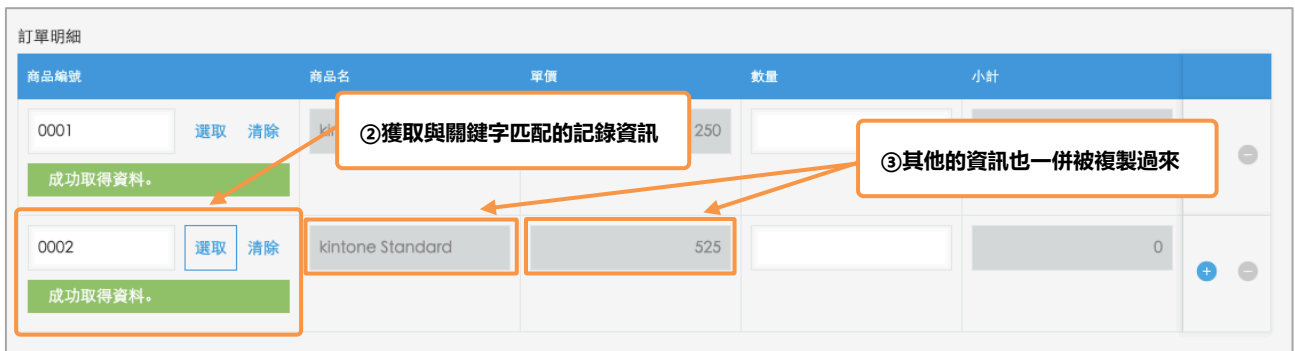 訂單明細
商品編號 商品名 單價 數量 小計
0001 選取 清除 250
②獲取與關鍵字匹配的記錄資訊
③其他的資訊也一併被複製過來
成功取得資料。
0002 選取 清除 kintone Standard 525 0
成功取得資料。